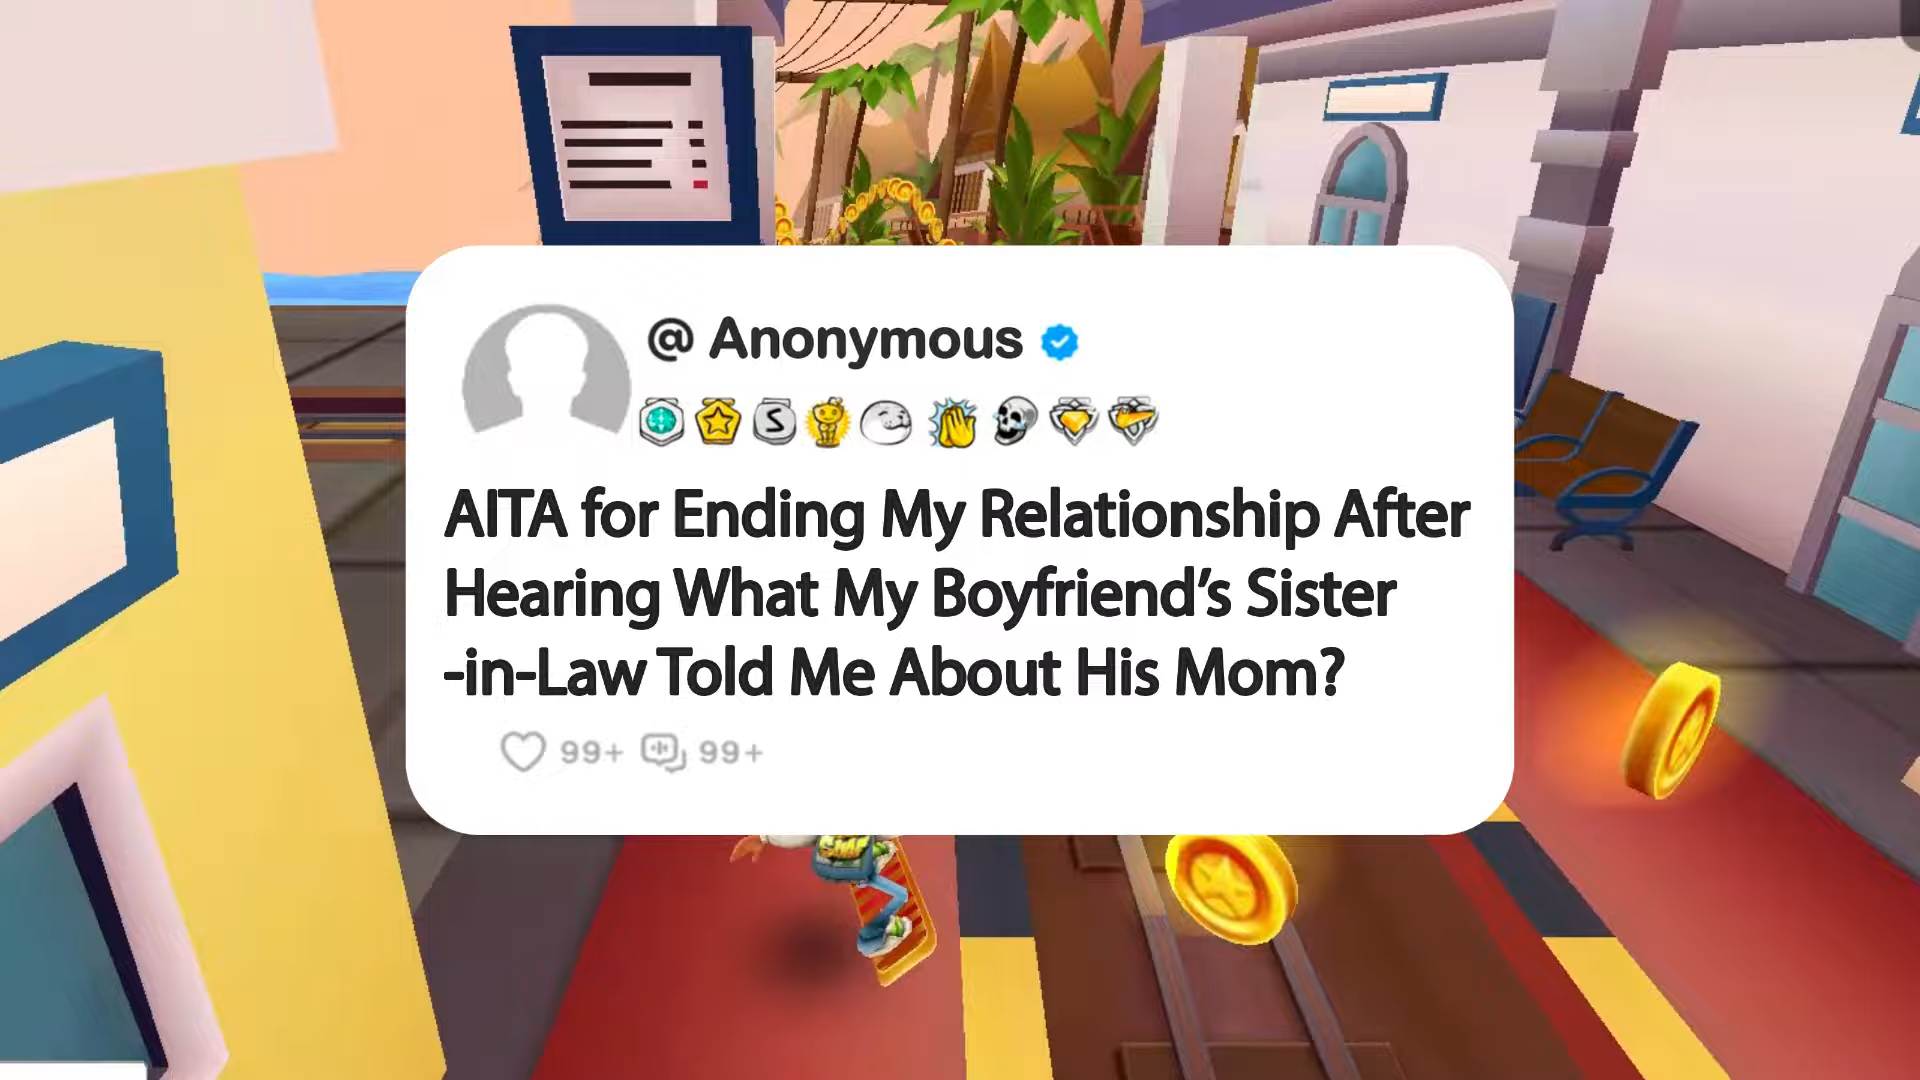 @ Anonymous
AITA for Ending My Relationship After
Hearing What My Boyfriend's Sister
-in-Law Told Me About His Mom?
99+ 99+